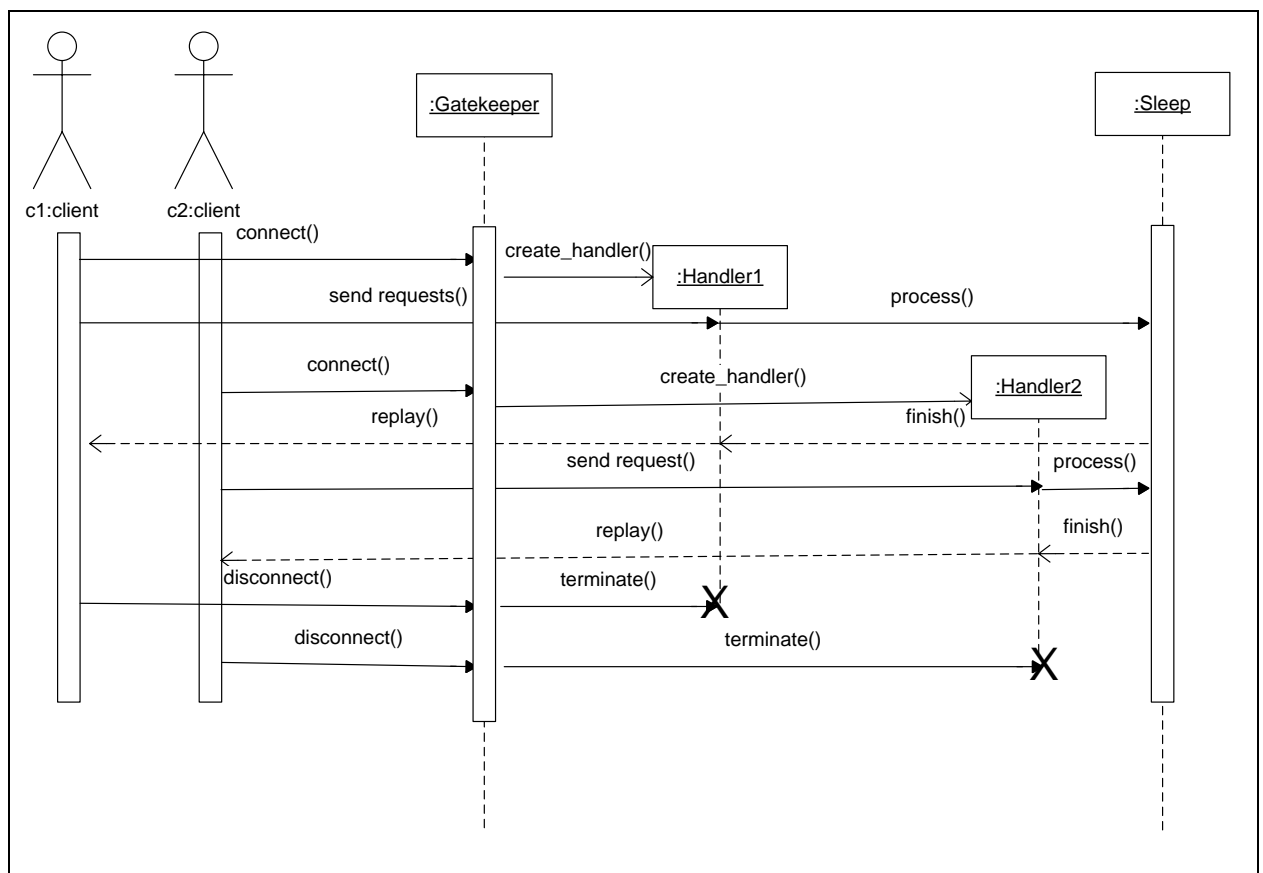 :Gatekeeper
:Sleep
c1:client
c2:client
connect()
create_handler()
:Handler1
send requests()
process()
connect()
create_handler()
:Handler2
replay()
finish()
send request()
process()
replay()
finish()
disconnect()
terminate()
X
disconnect()
terminate()
X